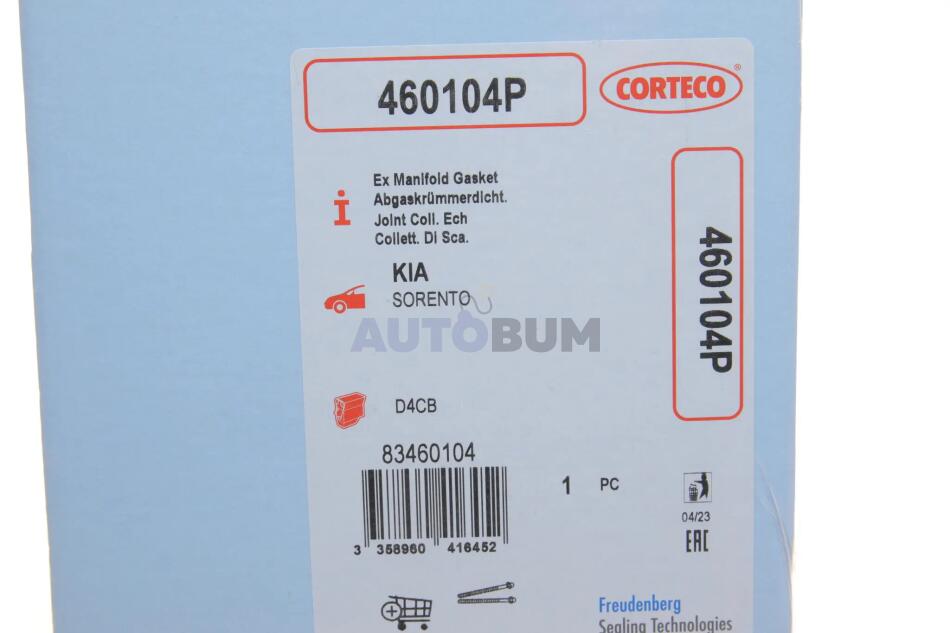 460104P
CORTECO®
Ex Manifold Gasket
Abgaskrümmerdicht.
Joint Coll. Ech
Collett. Di Sca.
KIA
SORENTO
AUTOBUM
460104P
D4CB
83460104
1 PC
3 358960 416452
04/23
EAC
Freudenberg
Sealing Technologies